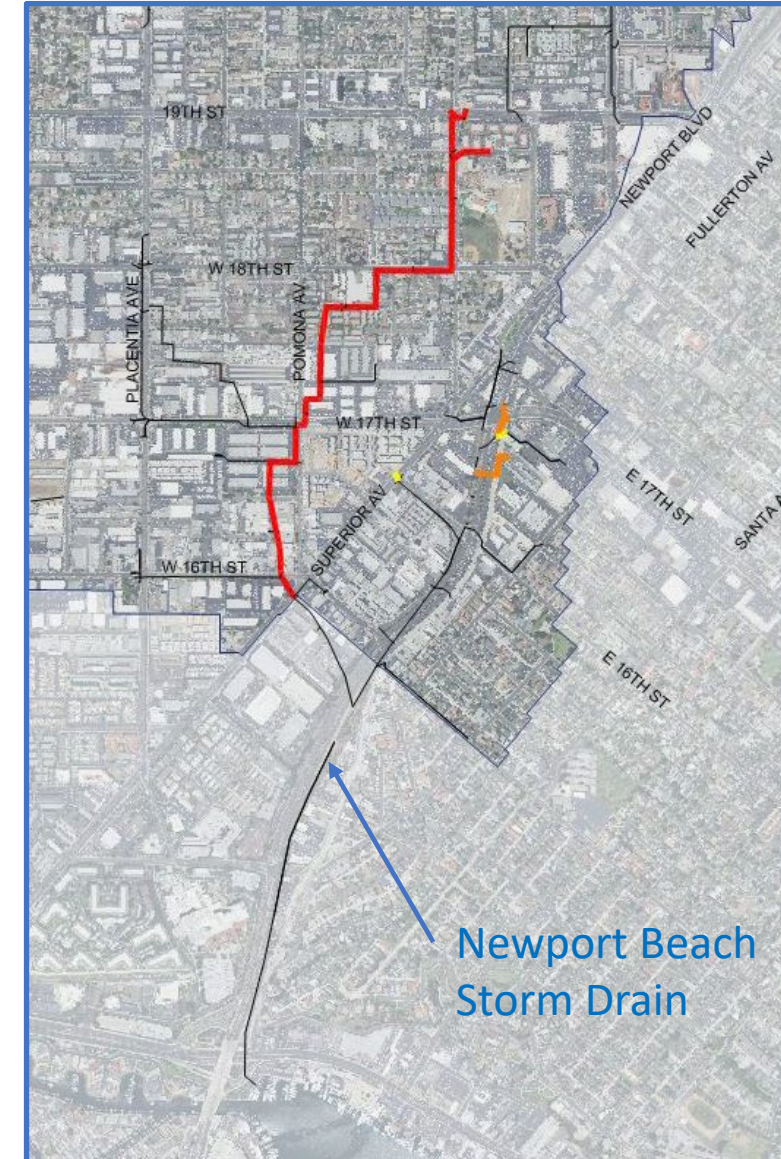 19TH ST
NEWPORT BLVD
FULLERTON AV
W 18TH ST
PLACENTIA AVE
POMONA AV
W 17TH ST
E 17TH ST
SUPERIOR AV
W 16TH ST
E 16TH ST
Newport Beach
Storm Drain